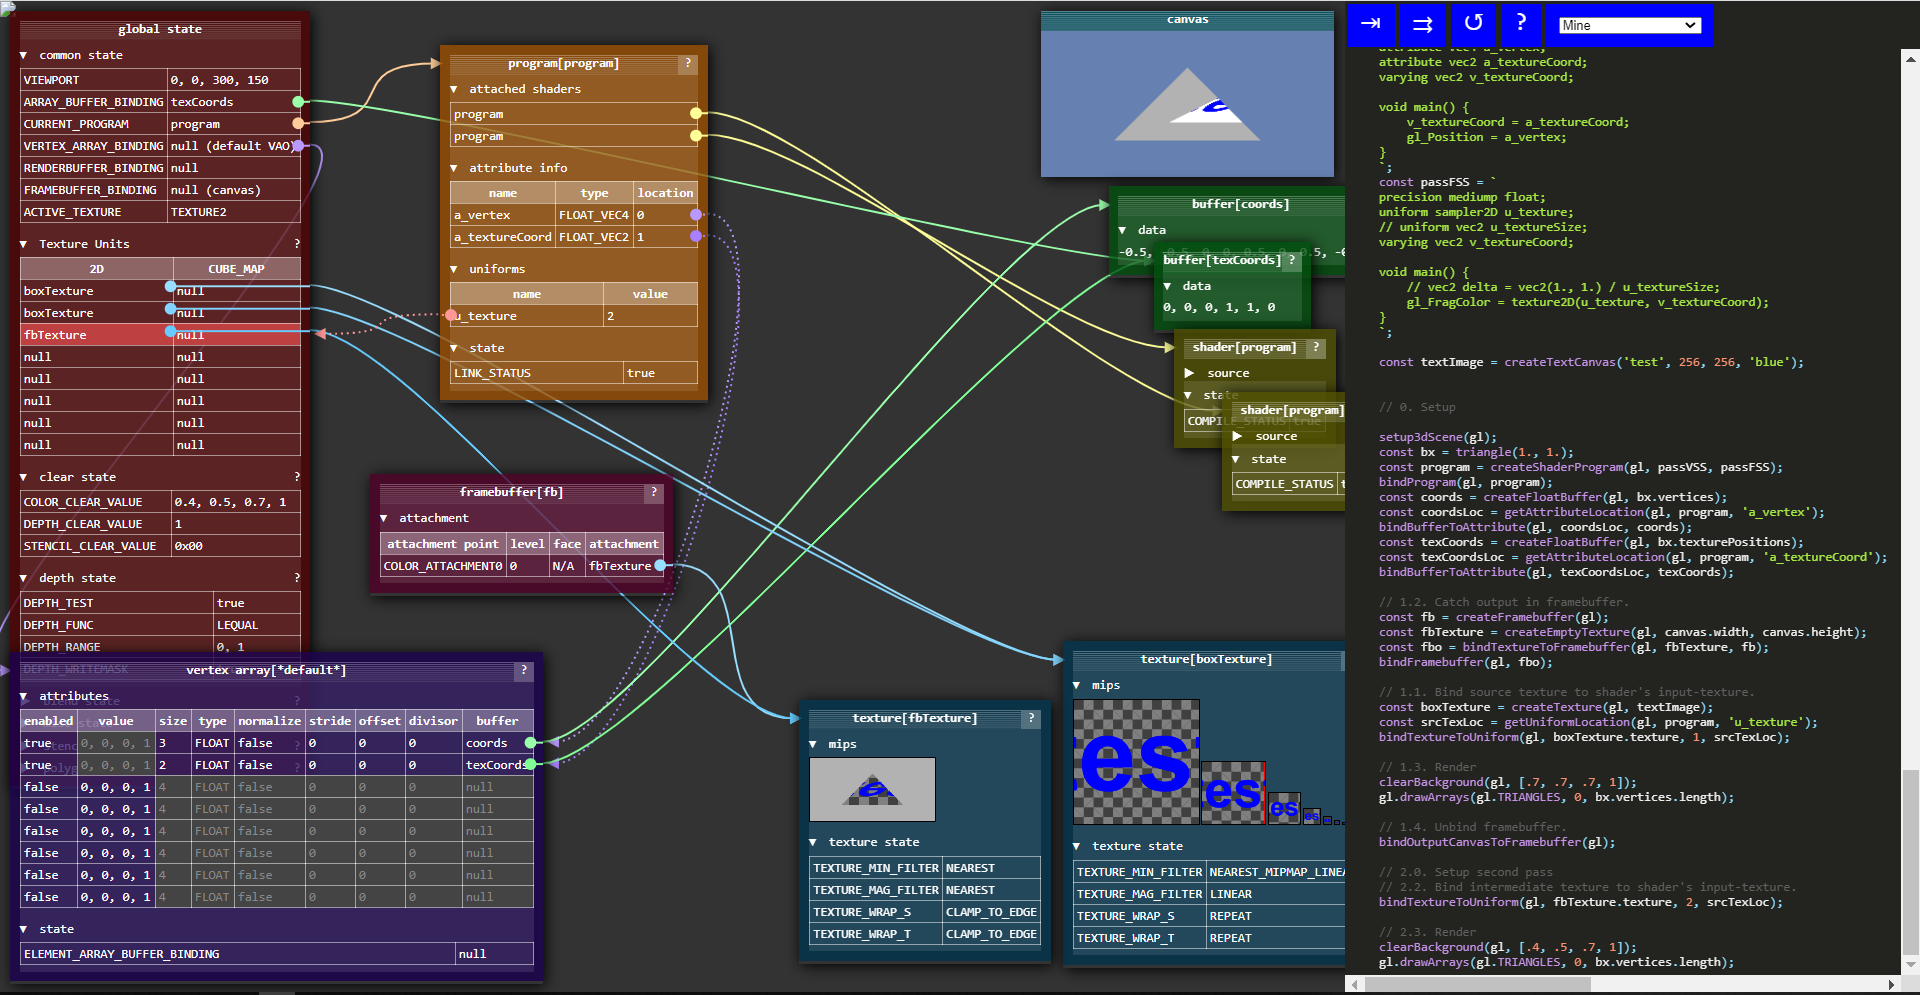 global state
▼ common state
VIEWPORT 0, 0, 300, 150
ARRAY_BUFFER_BINDING texCoords
CURRENT_PROGRAM program
VERTEX_ARRAY_BINDING null (default VAO)
RENDERBUFFER_BINDING null
FRAMEBUFFER_BINDING null (canvas)
ACTIVE_TEXTURE TEXTURE2
▼ Texture Units ?
2D CUBE_MAP
boxTexture null
boxTexture null
fbTexture null
null null
null null
null null
null null
null null
▼ clear state ?
COLOR_CLEAR_VALUE 0.4, 0.5, 0.7, 1
DEPTH_CLEAR_VALUE 1
STENCIL_CLEAR_VALUE 0x00
▼ depth state ?
DEPTH_TEST true
DEPTH_FUNC LEQUAL
DEPTH_RANGE 0, 1
DEPTH_WRITEMASK
vertex array[*default*] ?
▼ attributes
enabled value size type normalize stride offset divisor buffer
true 0, 0, 0, 1 3 FLOAT false 0 0 0 coords
true 0, 0, 0, 1 2 FLOAT false 0 0 0 texCoords
false 0, 0, 0, 1 4 FLOAT false 0 0 0 null
false 0, 0, 0, 1 4 FLOAT false 0 0 0 null
false 0, 0, 0, 1 4 FLOAT false 0 0 0 null
false 0, 0, 0, 1 4 FLOAT false 0 0 0 null
false 0, 0, 0, 1 4 FLOAT false 0 0 0 null
false 0, 0, 0, 1 4 FLOAT false 0 0 0 null
▼ state
ELEMENT_ARRAY_BUFFER_BINDING null
program[program] ?
▼ attached shaders
program
program
▼ attribute info
name type location
a_vertex FLOAT_VEC4 0
a_textureCoord FLOAT_VEC2 1
▼ uniforms
name value
u_texture 2
▼ state
LINK_STATUS true
framebuffer[fb] ?
▼ attachment
attachment point level face attachment
COLOR_ATTACHMENT0 0 N/A fbTexture
canvas
buffer[coords]
▼ data
-0.5,
buffer[texCoords] ?
▼ data
0, 0, 0, 1, 1, 0
shader[program] ?
▶ source
▼ state
COMPILE_STATUS true
shader[program]
▶ source
▼ state
COMPILE_STATUS
texture[fbTexture] ?
▼ mips
▼ texture state
TEXTURE_MIN_FILTER NEAREST
TEXTURE_MAG_FILTER NEAREST
TEXTURE_WRAP_S CLAMP_TO_EDGE
TEXTURE_WRAP_T CLAMP_TO_EDGE
texture[boxTexture]
▼ mips
es es es es
▼ texture state
TEXTURE_MIN_FILTER NEAREST_MIPMAP_LINEA
TEXTURE_MAG_FILTER LINEAR
TEXTURE_WRAP_S REPEAT
TEXTURE_WRAP_T REPEAT
⇥ ⇉ ↺ ? Mine
attribute vec4 a_vertex;
attribute vec2 a_textureCoord;
varying vec2 v_textureCoord;
void main() {
v_textureCoord = a_textureCoord;
gl_Position = a_vertex;
}
`;
const passFSS = `
precision mediump float;
uniform sampler2D u_texture;
// uniform vec2 u_textureSize;
varying vec2 v_textureCoord;
void main() {
// vec2 delta = vec2(1., 1.) / u_textureSize;
gl_FragColor = texture2D(u_texture, v_textureCoord);
}
`;
const textImage = createTextCanvas('test', 256, 256, 'blue');
// 0. Setup
setup3dScene(gl);
const bx = triangle(1., 1.);
const program = createShaderProgram(gl, passVSS, passFSS);
bindProgram(gl, program);
const coords = createFloatBuffer(gl, bx.vertices);
const coordsLoc = getAttributeLocation(gl, program, 'a_vertex');
bindBufferToAttribute(gl, coordsLoc, coords);
const texCoords = createFloatBuffer(gl, bx.texturePositions);
const texCoordsLoc = getAttributeLocation(gl, program, 'a_textureCoord');
bindBufferToAttribute(gl, texCoordsLoc, texCoords);
// 1.2. Catch output in framebuffer.
const fb = createFramebuffer(gl);
const fbTexture = createEmptyTexture(gl, canvas.width, canvas.height);
const fbo = bindTextureToFramebuffer(gl, fbTexture, fb);
bindFramebuffer(gl, fbo);
// 1.1. Bind source texture to shader's input-texture.
const boxTexture = createTexture(gl, textImage);
const srcTexLoc = getUniformLocation(gl, program, 'u_texture');
bindTextureToUniform(gl, boxTexture.texture, 1, srcTexLoc);
// 1.3. Render
clearBackground(gl, [.7, .7, .7, 1]);
gl.drawArrays(gl.TRIANGLES, 0, bx.vertices.length);
// 1.4. Unbind framebuffer.
bindOutputCanvasToFramebuffer(gl);
// 2.0. Setup second pass
// 2.2. Bind intermediate texture to shader's input-texture.
bindTextureToUniform(gl, fbTexture.texture, 2, srcTexLoc);
// 2.3. Render
clearBackground(gl, [.4, .5, .7, 1]);
gl.drawArrays(gl.TRIANGLES, 0, bx.vertices.length);